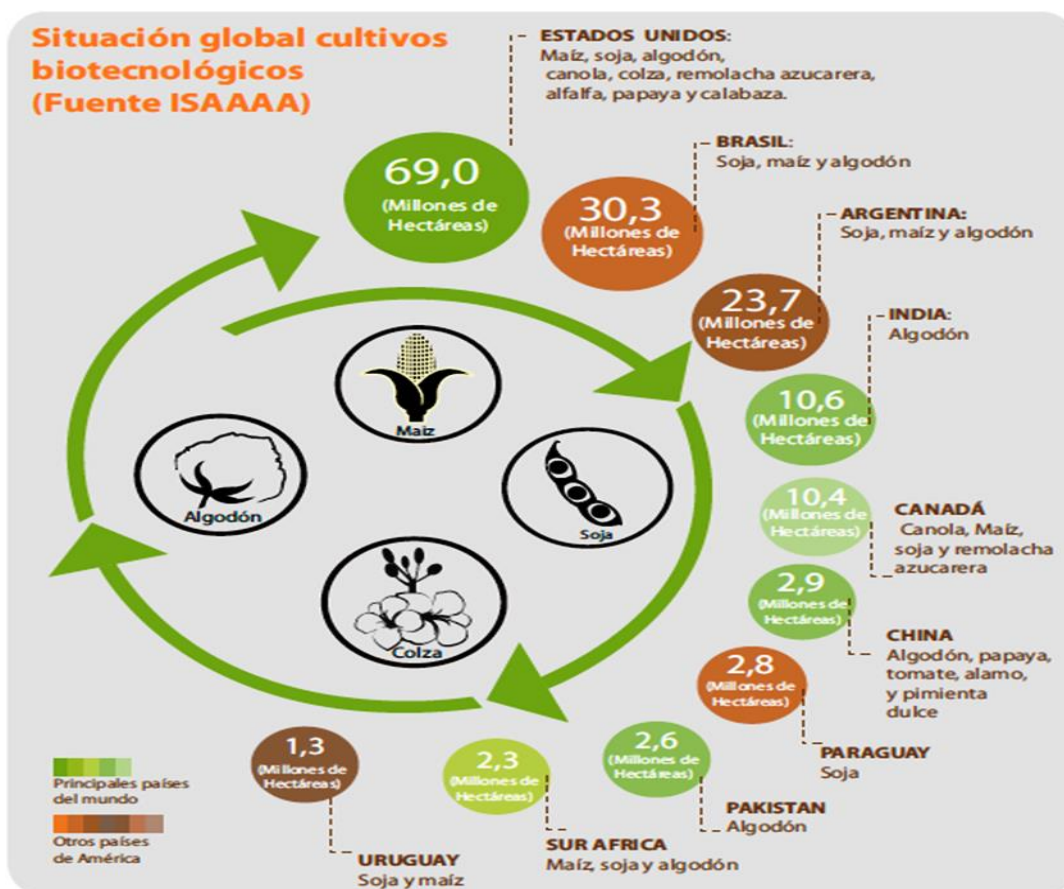 Situación global cultivos
biotecnológicos
(Fuente ISAAAA)
ESTADOS UNIDOS:
Maíz, soja, algodón,
canola, colza, remolacha azucarera,
alfalfa, papaya y calabaza.
69,0
(Millones de
Hectáreas)
BRASIL:
Soja, maíz y algodón
30,3
(Millones de
Hectáreas)
ARGENTINA:
Soja, maíz y algodón
23,7
(Millones de
Hectáreas)
INDIA:
Algodón
10,6
(Millones de
Hectáreas)
10,4
(Millones de
Hectáreas)
CANADÁ
Canola, Maíz,
soja y remolacha
azucarera
2,9
(Millones de
Hectáreas)
CHINA
Algodón, papaya,
tomate, alamo,
y pimienta
dulce
2,8
(Millones de
Hectáreas)
PARAGUAY
Soja
2,6
(Millones de
Hectáreas)
PAKISTAN
Algodón
2,3
(Millones de
Hectáreas)
SUR AFRICA
Maíz, soja y algodón
1,3
(Millones de
Hectáreas)
URUGUAY
Soja y maíz
Maiz
Soja
Colza
Algodón
Principales países
del mundo
Otros países
de América